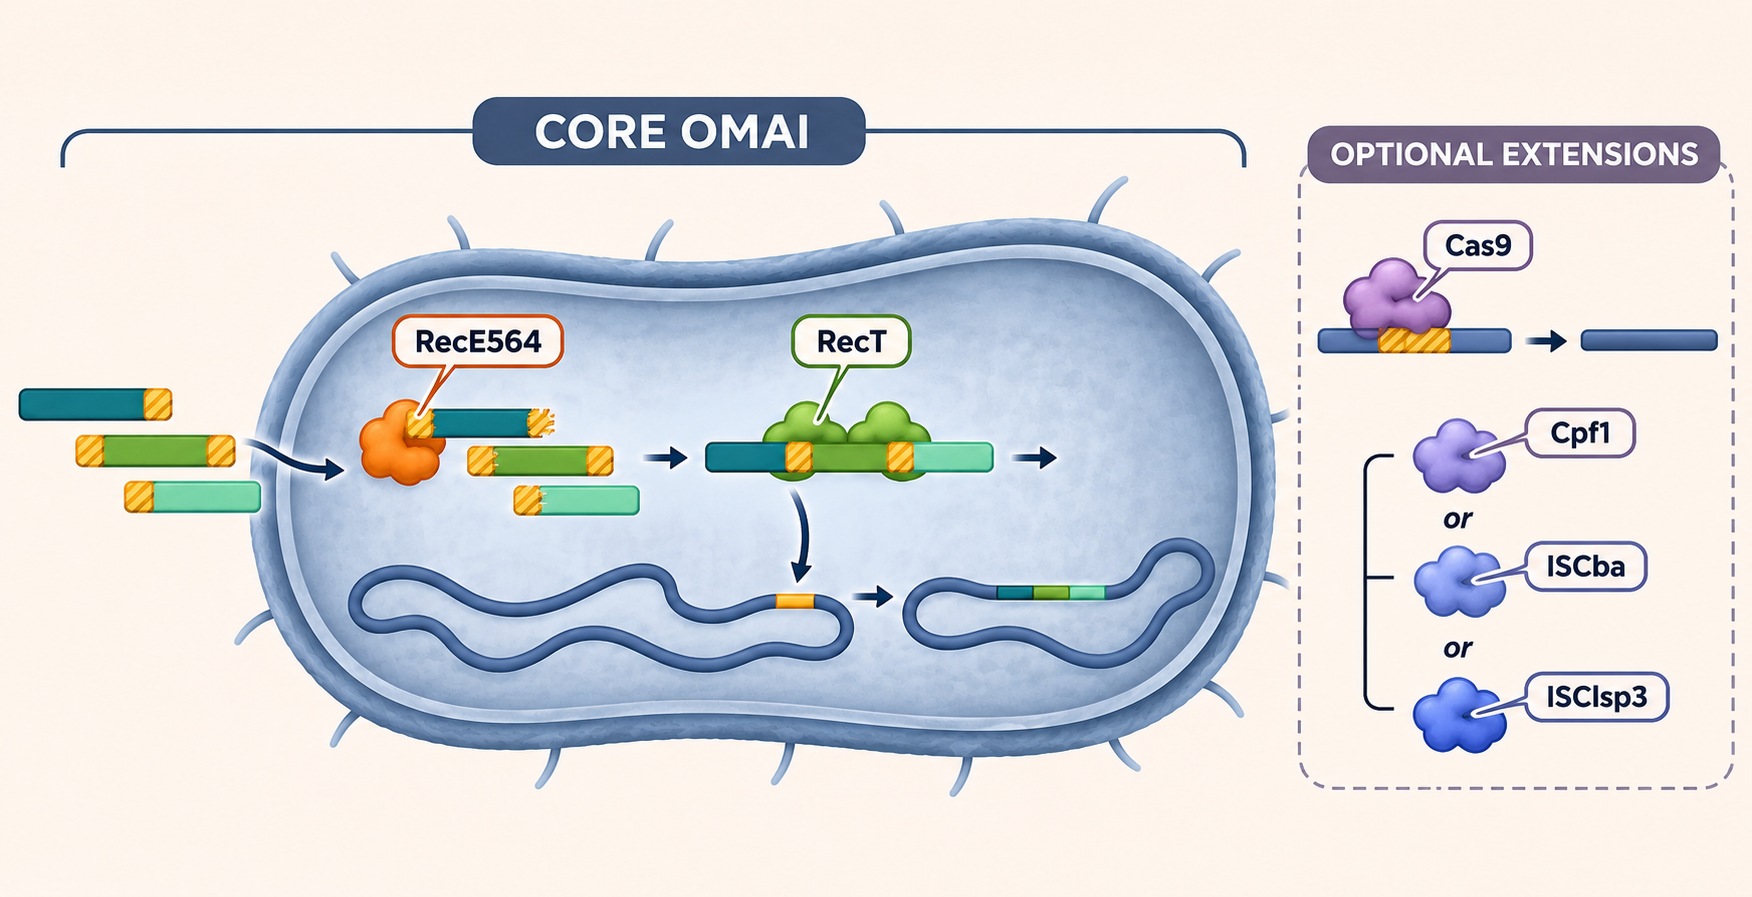 CORE OMAI
OPTIONAL EXTENSIONS
RecE564
RecT
Cas9
Cpf1
or
ISCba
or
ISClsp3